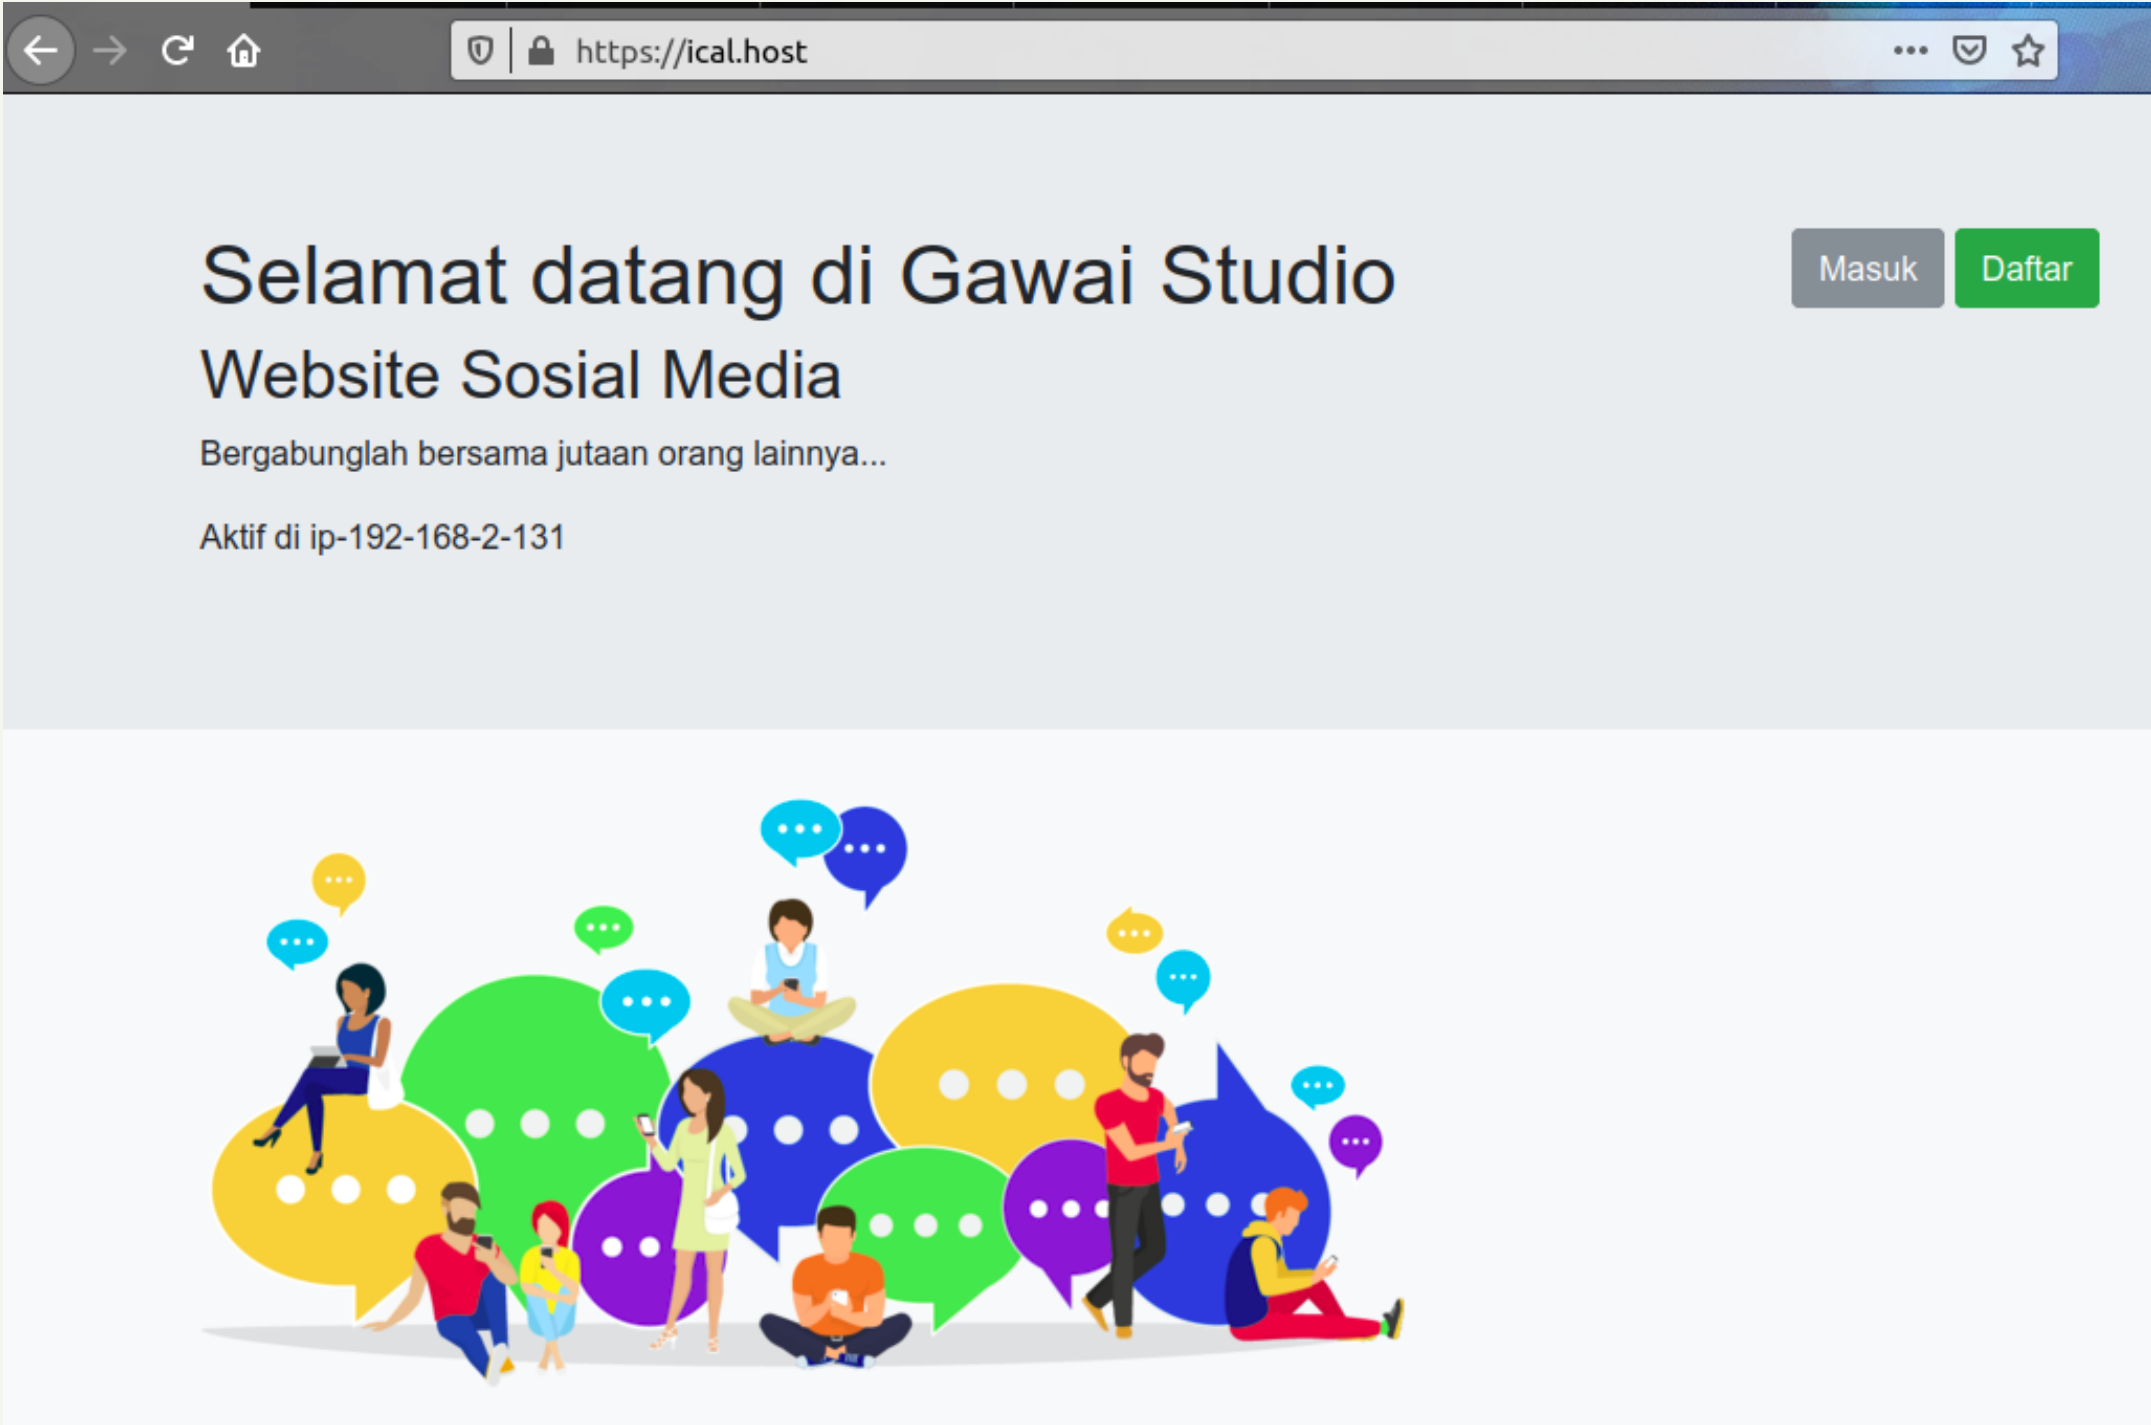 https://ical.host
Selamat datang di Gawai Studio
Masuk
Daftar
Website Sosial Media
Bergabunglah bersama jutaan orang lainnya...
Aktif di ip-192-168-2-131